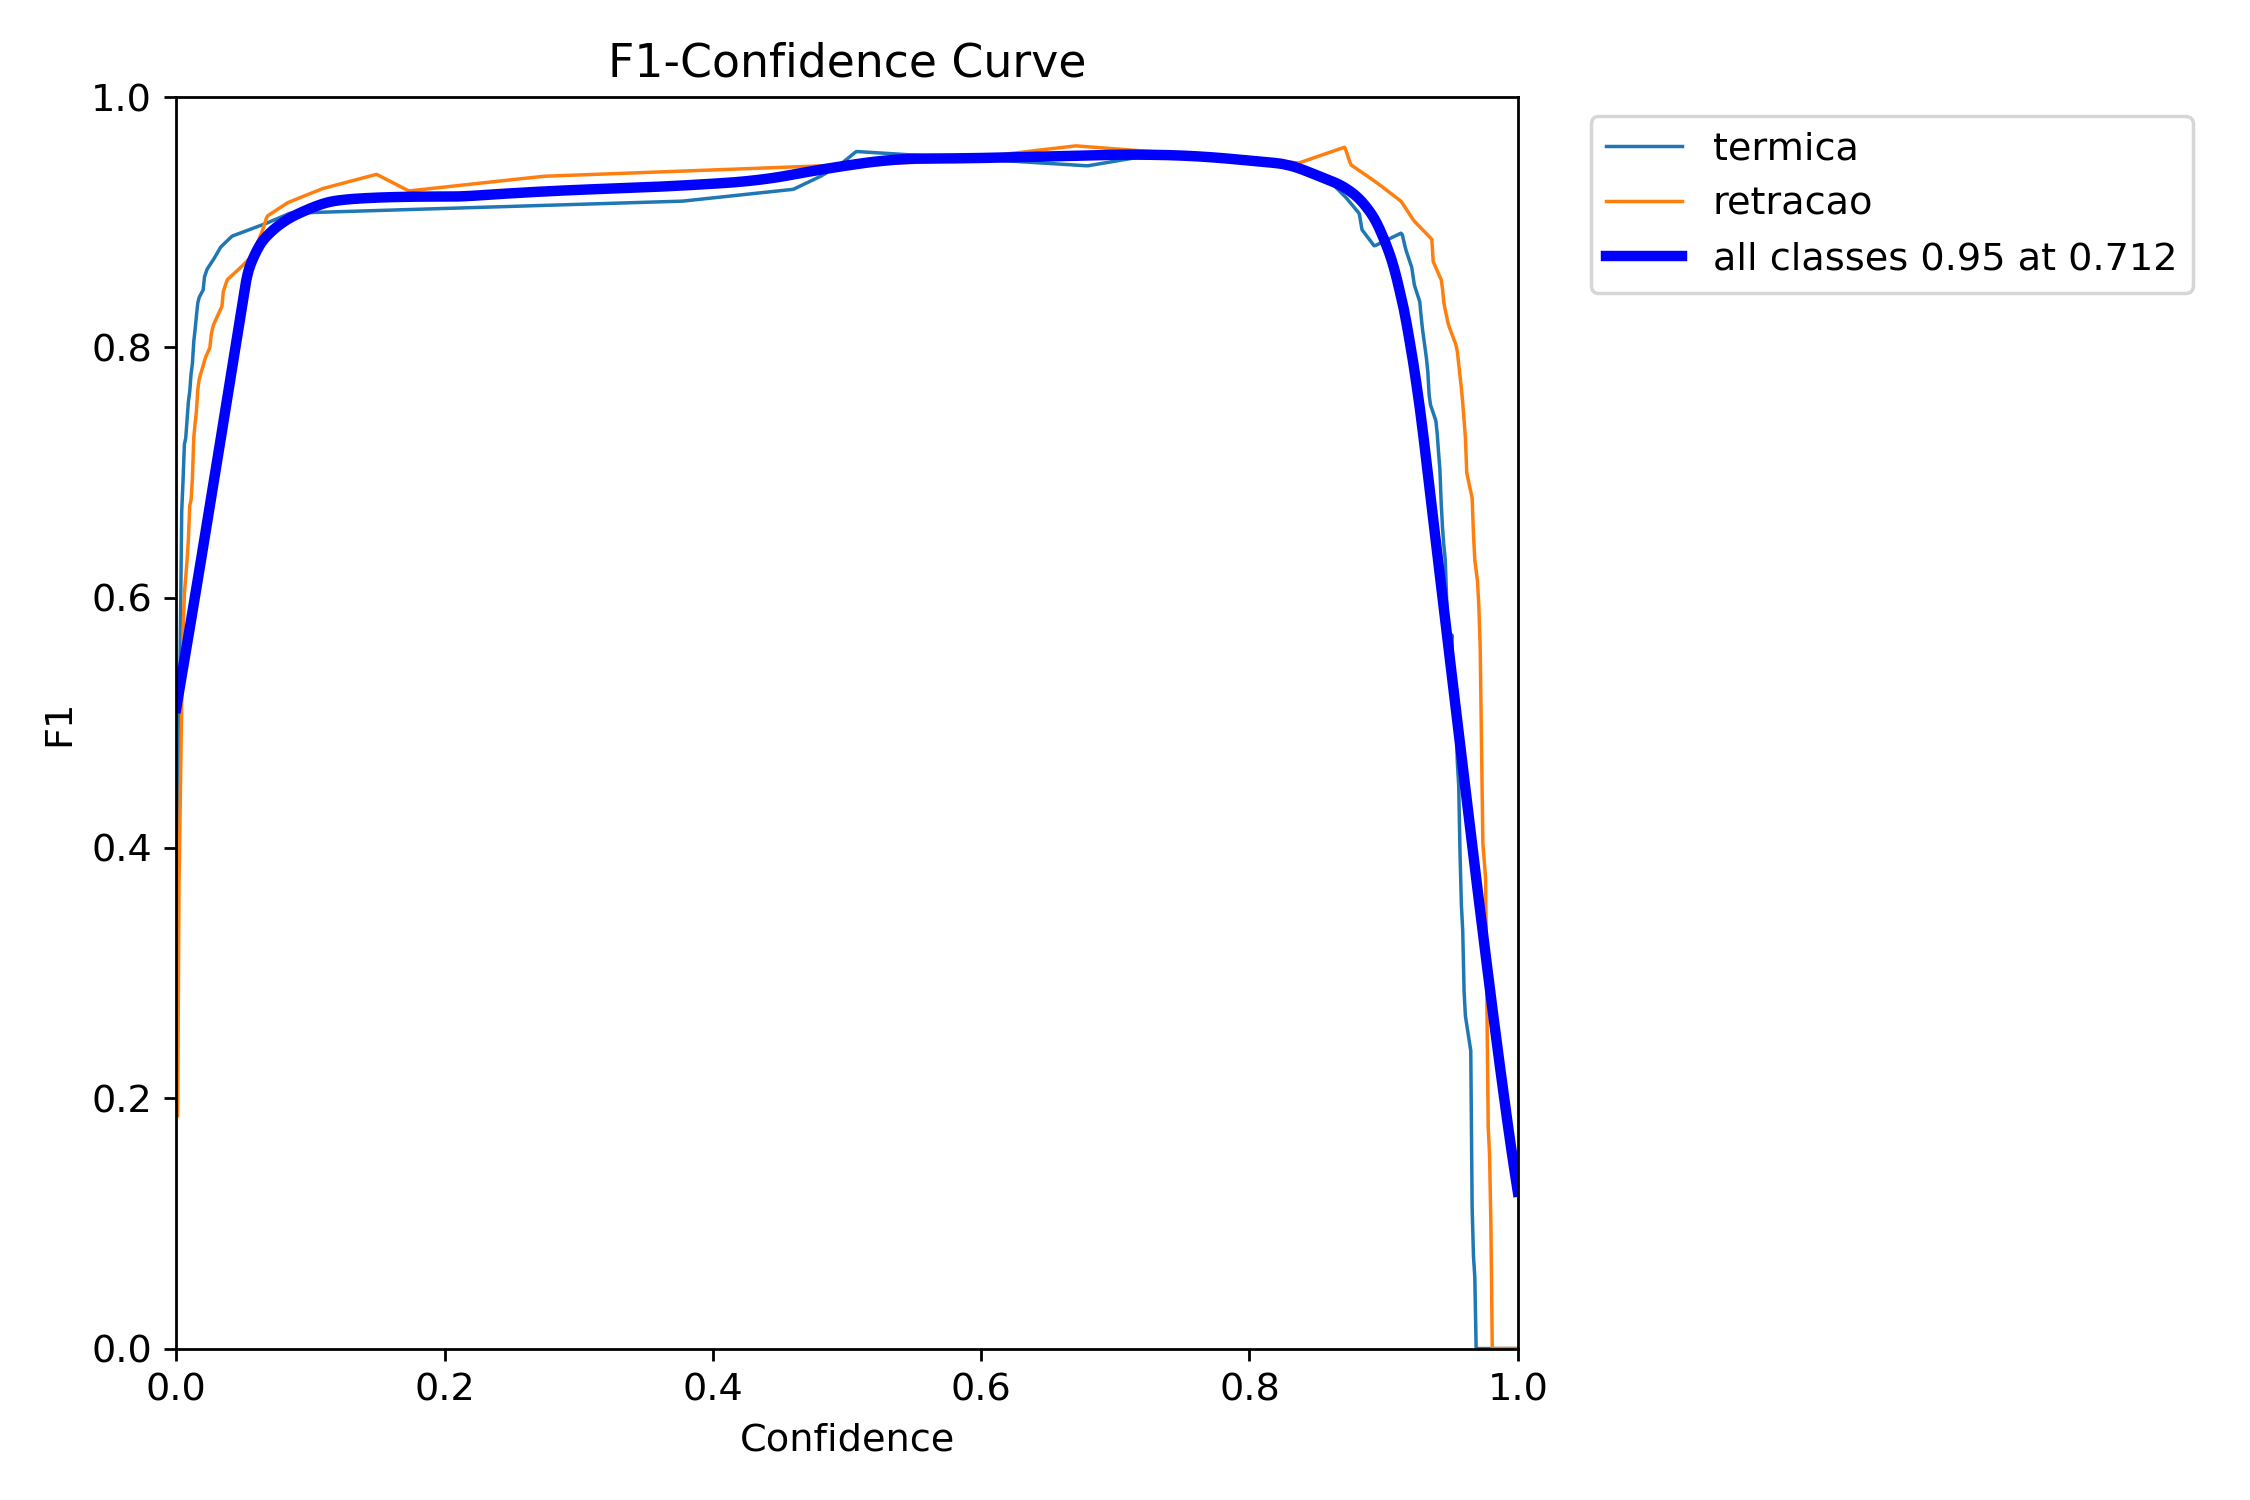 F1-Confidence Curve
termica
retracao
all classes 0.95 at 0.712
F1
1.0
0.8
0.6
0.4
0.2
0.0
0.0 0.2 0.4 0.6 0.8 1.0
Confidence